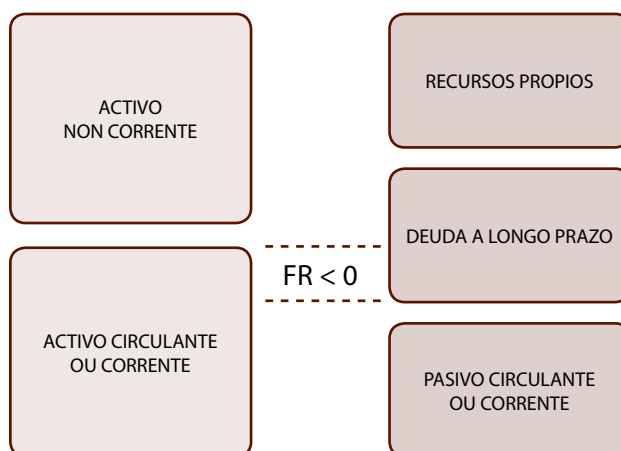 ACTIVO
NON CORRENTE
ACTIVO CIRCULANTE
OU CORRENTE
FR < 0
RECURSOS PROPIOS
DEUDA A LONGO PRAZO
PASIVO CIRCULANTE
OU CORRENTE